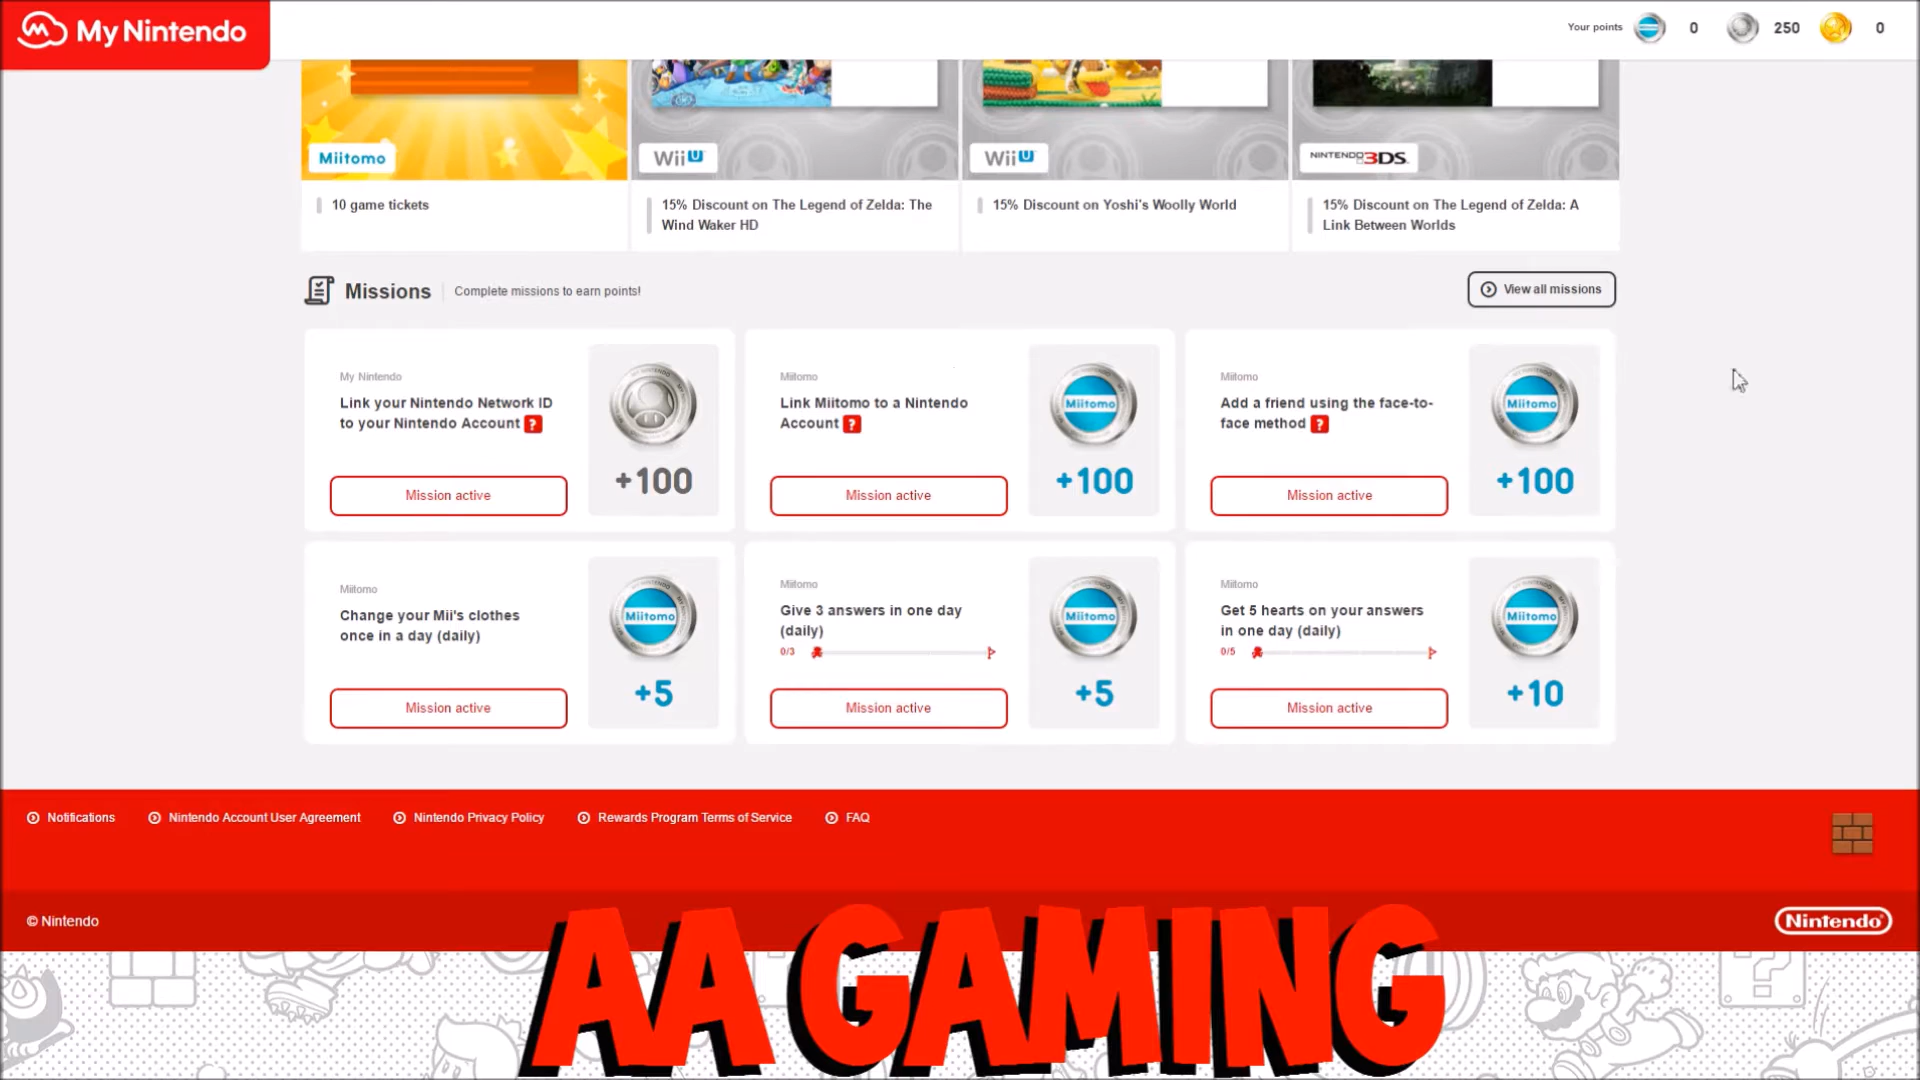 My Nintendo
Your points 0 250 0
Miitomo
Wii U
Wii U
NINTENDO 3DS
10 game tickets
15% Discount on The Legend of Zelda: The
Wind Waker HD
15% Discount on Yoshi's Woolly World
15% Discount on The Legend of Zelda: A
Link Between Worlds
Missions
Complete missions to earn points!
View all missions
My Nintendo
Link your Nintendo Network ID
to your Nintendo Account ?
Mission active
+100
Miitomo
Link Miitomo to a Nintendo
Account ?
Mission active
Miitomo
+100
Miitomo
Add a friend using the face-to-
face method ?
Mission active
Miitomo
+100
Miitomo
Change your Mii's clothes
once in a day (daily)
Mission active
Miitomo
+5
Miitomo
Give 3 answers in one day
(daily)
0/3
Mission active
Miitomo
+5
Miitomo
Get 5 hearts on your answers
in one day (daily)
0/5
Mission active
Miitomo
+10
Notifications
Nintendo Account User Agreement
Nintendo Privacy Policy
Rewards Program Terms of Service
FAQ
© Nintendo
Nintendo
AA GAMING